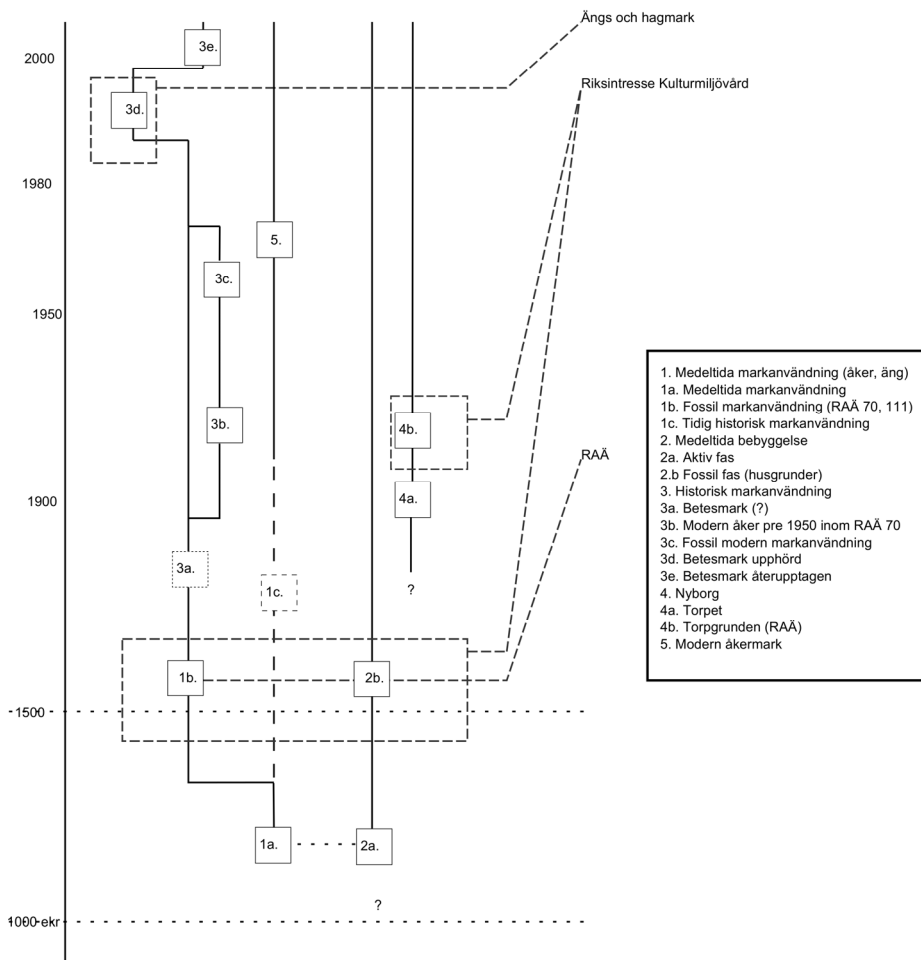 Ängs och hagmark
3e.
2000
Riksintresse Kulturmiljövård
3d.
1980
5.
3c.
1950
1. Medeltida markanvändning (åker, äng)
1a. Medeltida markanvändning
1b. Fossil markanvändning (RAÄ 70, 111)
1c. Tidig historisk markanvändning
2. Medeltida bebyggelse
2a. Aktiv fas
2.b Fossil fas (husgrunder)
3. Historisk markanvändning
3a. Betesmark (?)
3b. Modern åker pre 1950 inom RAÄ 70
3c. Fossil modern markanvändning
3d. Betesmark upphörd
3e. Betesmark återupptagen
4. Nyborg
4a. Torpet
4b. Torpgrunden (RAÄ)
5. Modern åkermark
3b.
4b.
RAÄ
1900
4a.
3a.
1c.
?
1b.
2b.
1500
1a.
2a.
?
1000 ekr